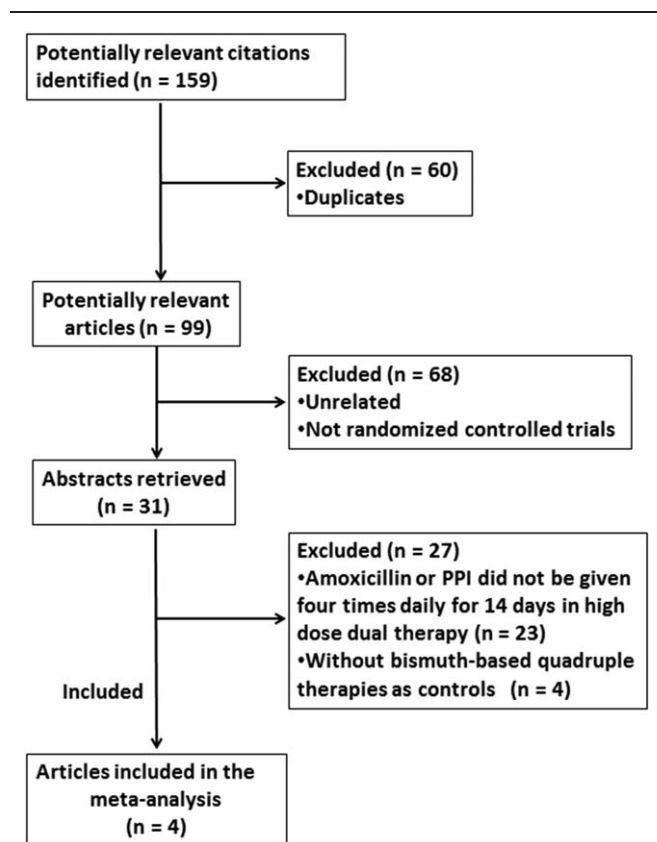 Potentially relevant citations
identified (n = 159)
Excluded (n = 60)
•Duplicates
Potentially relevant
articles (n = 99)
Excluded (n = 68)
•Unrelated
•Not randomized controlled trials
Abstracts retrieved
(n = 31)
Excluded (n = 27)
•Amoxicillin or PPI did not be given
four times daily for 14 days in high
dose dual therapy (n = 23)
•Without bismuth-based quadruple
therapies as controls (n = 4)
Included
Articles included in the
meta-analysis
(n = 4)